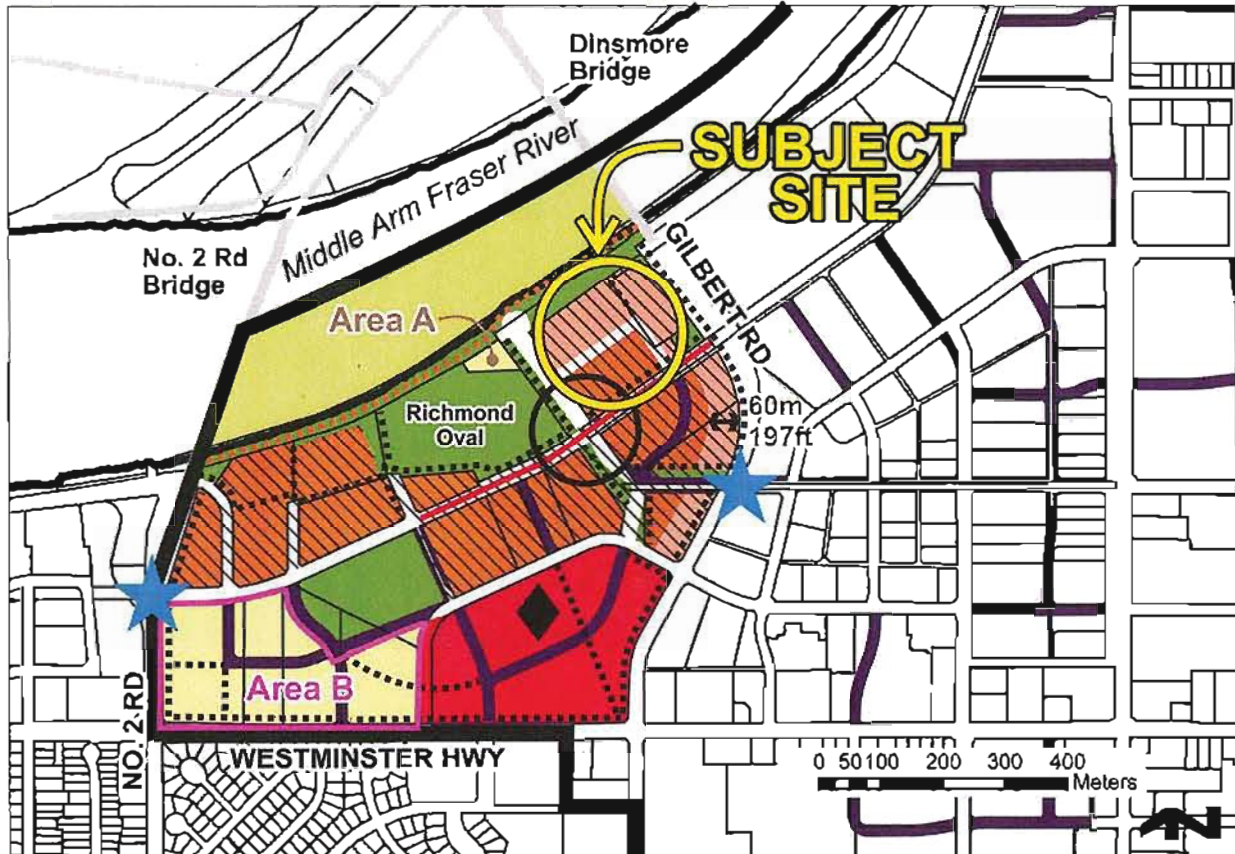 Dinsmore
Bridge
SUBJECT
SITE
Middle Arm Fraser River
No. 2 Rd
Bridge
GILBERT RD
Area A
Richmond
Oval
60m
197ft
Area B
NO. 2 RD
WESTMINSTER HWY
0 50 100 200 300 400
Meters
N